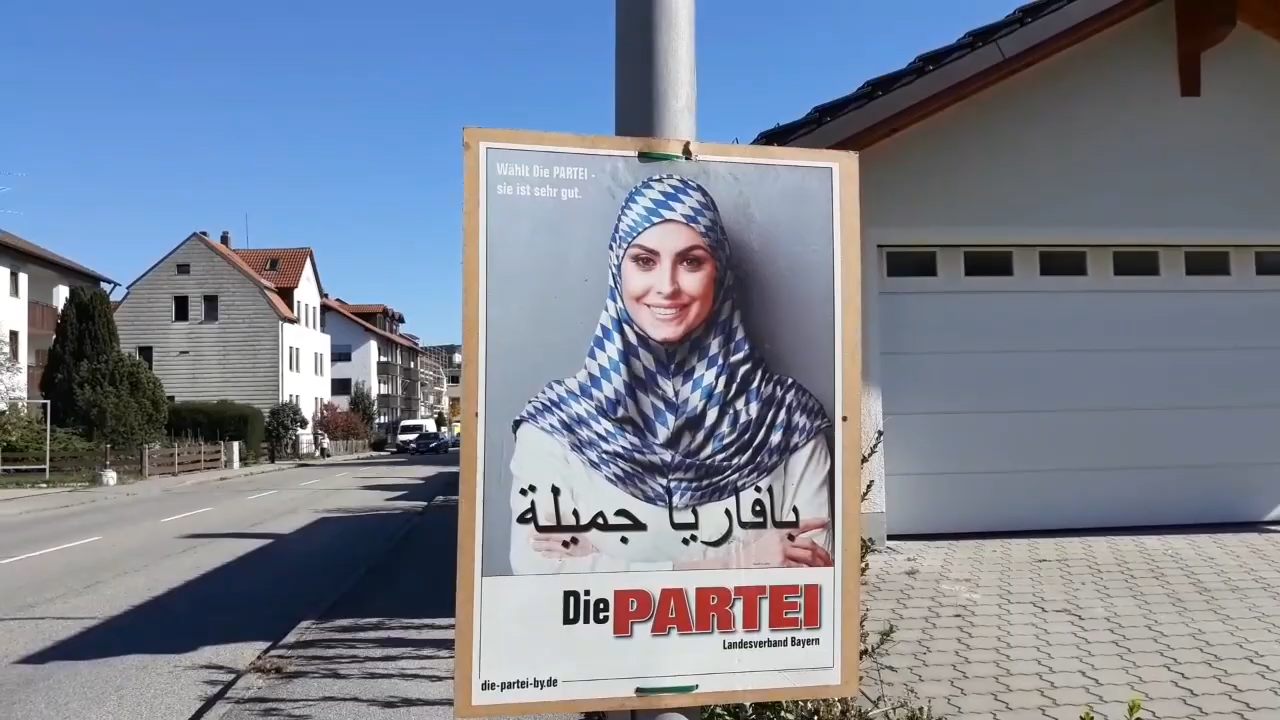 Wählt Die PARTEI -
sie ist sehr gut.
بافاريا جميلة
Die PARTEI
Landesverband Bayern
die-partei-by.de